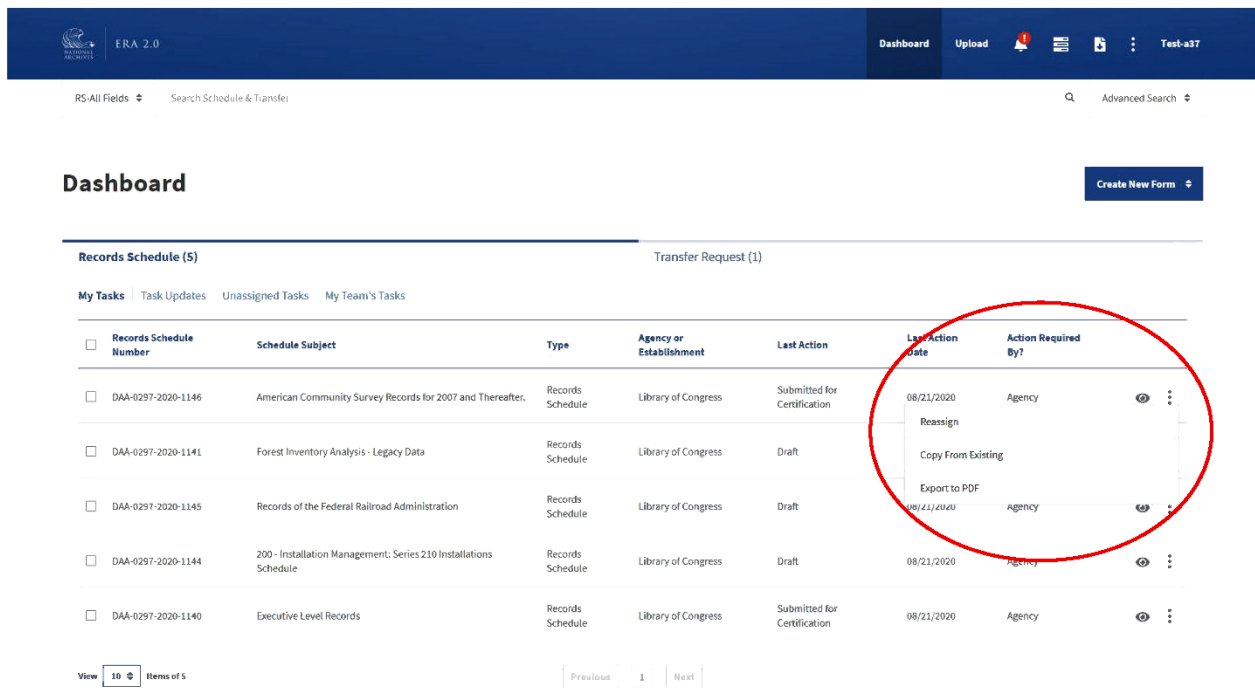 NATIONAL
ARCHIVES
ERA 2.0
Dashboard Upload Test-a37
RS-All Fields Search Schedule & Transfer Advanced Search
Dashboard
Create New Form
Records Schedule (5) Transfer Request (1)
My Tasks Task Updates Unassigned Tasks My Team's Tasks
Records Schedule Number Schedule Subject Type Agency or Establishment Last Action Last Action Date Action Required By?
DAA-0297-2020-1146 American Community Survey Records for 2007 and Thereafter. Records Schedule Library of Congress Submitted for Certification 08/21/2020 Agency
Reassign
Copy From Existing
Export to PDF
DAA-0297-2020-1141 Forest Inventory Analysis - Legacy Data Records Schedule Library of Congress Draft
DAA-0297-2020-1145 Records of the Federal Railroad Administration Records Schedule Library of Congress Draft 08/21/2020 Agency
DAA-0297-2020-1144 200 - Installation Management: Series 210 Installations Schedule Records Schedule Library of Congress Draft 08/21/2020 Agency
DAA-0297-2020-1140 Executive Level Records Records Schedule Library of Congress Submitted for Certification 08/21/2020 Agency
View 10 Items of 5 Previous 1 Next